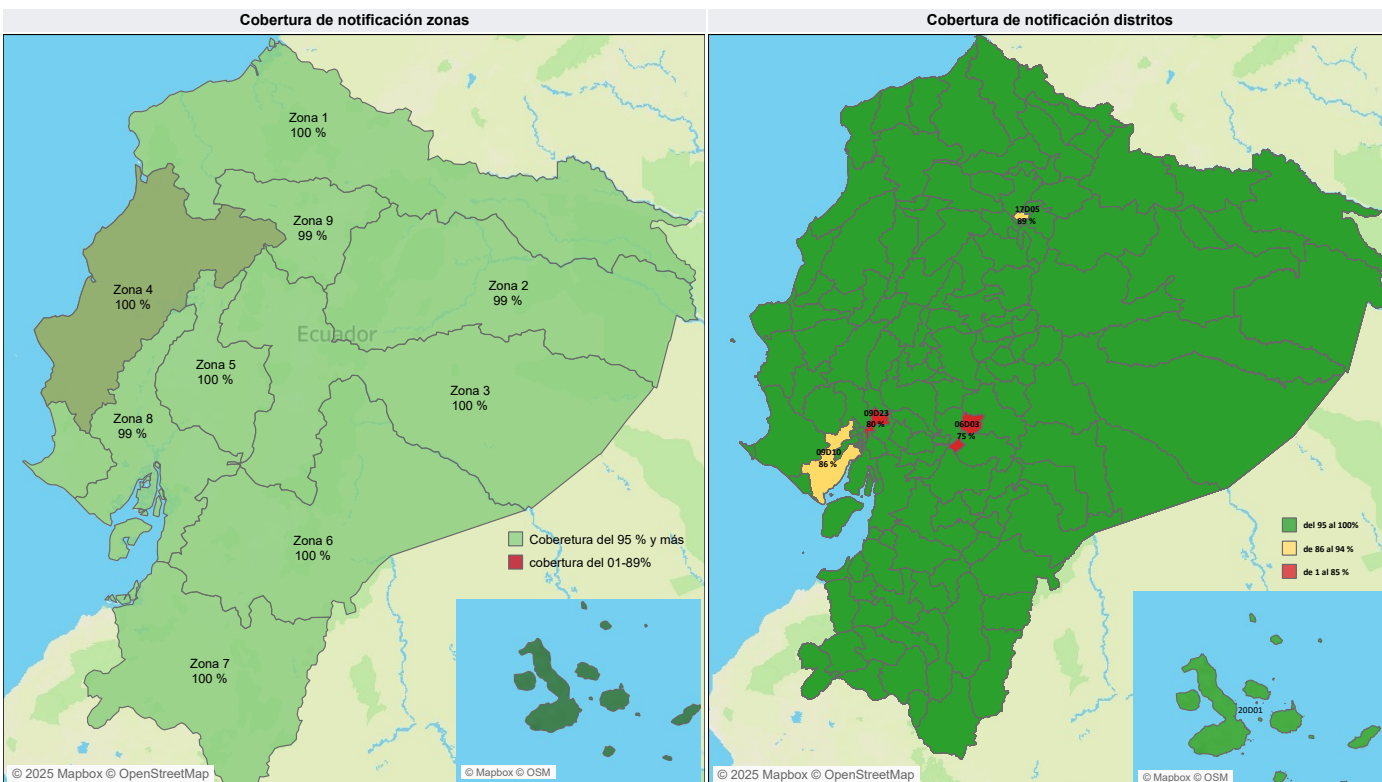 Cobertura de notificación zonas
Zona 1
100 %
Zona 9
99 %
Zona 4
100 %
Zona 2
99 %
Ecuador
Zona 5
100 %
Zona 3
100 %
Zona 8
99 %
Zona 6
100 %
Zona 7
100 %
Coberetura del 95 % y más
cobertura del 01-89%
© 2025 Mapbox © OpenStreetMap
© Mapbox © OSM
Cobertura de notificación distritos
17D05
89 %
09D23
80 %
06D03
75 %
09D10
86 %
del 95 al 100%
de 86 al 94 %
de 1 al 85 %
20D01
© 2025 Mapbox © OpenStreetMap
© Mapbox © OSM